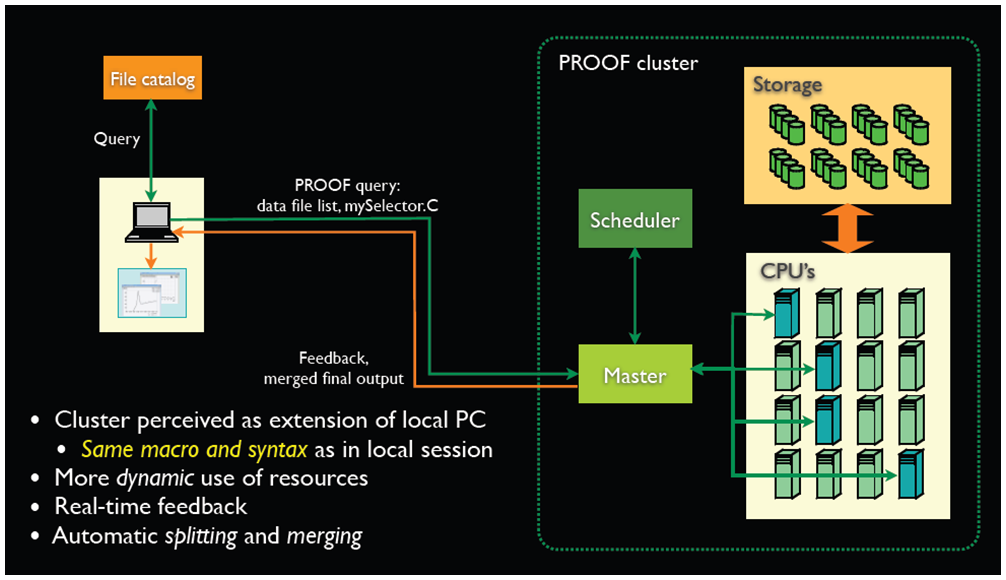 File catalog
Query
PROOF query:
data file list, mySelector.C
Feedback,
merged final output
PROOF cluster
Storage
Scheduler
CPU's
Master
• Cluster perceived as extension of local PC
• Same macro and syntax as in local session
• More dynamic use of resources
• Real-time feedback
• Automatic splitting and merging